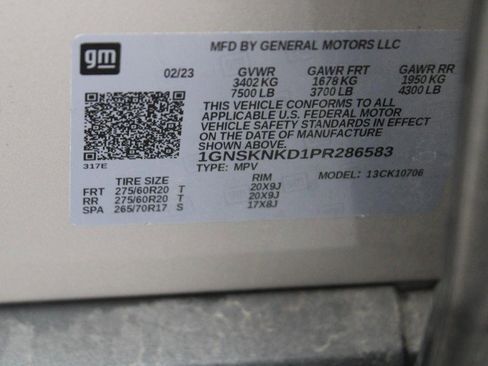 gm
MFD BY GENERAL MOTORS LLC
02/23 GVWR GAWR FRT GAWR RR
3402 KG 1678 KG 1950 KG
7500 LB 3700 LB 4300 LB
THIS VEHICLE CONFORMS TO ALL
APPLICABLE U.S. FEDERAL MOTOR
VEHICLE SAFETY STANDARDS IN EFFECT
ON THE DATE OF MANUFACTURE
SHOWN ABOVE.
317E
1GNSKNKD1PR286583
TYPE: MPV MODEL: 13CK10706
TIRE SIZE RIM
FRT 275/60R20 T 20X9J
RR 275/60R20 T 20X9J
SPA 265/70R17 S 17X8J